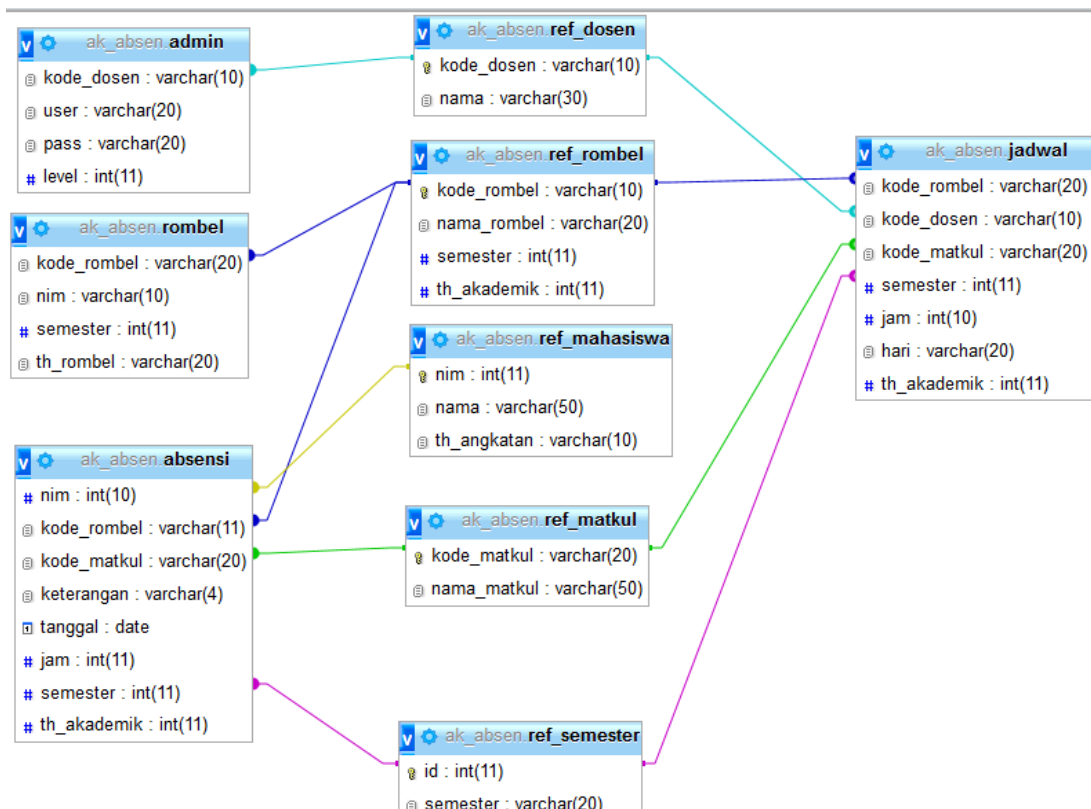 ak_absen.admin
kode_dosen : varchar(10)
user : varchar(20)
pass : varchar(20)
level : int(11)
ak_absen.ref_dosen
kode_dosen : varchar(10)
nama : varchar(30)
ak_absen.ref_rombel
kode_rombel : varchar(10)
nama_rombel : varchar(20)
semester : int(11)
th_akademik : int(11)
ak_absen.jadwal
kode_rombel : varchar(20)
kode_dosen : varchar(10)
kode_matkul : varchar(20)
semester : int(11)
jam : int(10)
hari : varchar(20)
th_akademik : int(11)
ak_absen.rombel
kode_rombel : varchar(20)
nim : varchar(10)
semester : int(11)
th_rombel : varchar(20)
ak_absen.ref_mahasiswa
nim : int(11)
nama : varchar(50)
th_angkatan : varchar(10)
ak_absen.absensi
nim : int(10)
kode_rombel : varchar(11)
kode_matkul : varchar(20)
keterangan : varchar(4)
tanggal : date
jam : int(11)
semester : int(11)
th_akademik : int(11)
ak_absen.ref_matkul
kode_matkul : varchar(20)
nama_matkul : varchar(50)
ak_absen.ref_semester
id : int(11)
semester : varchar(20)